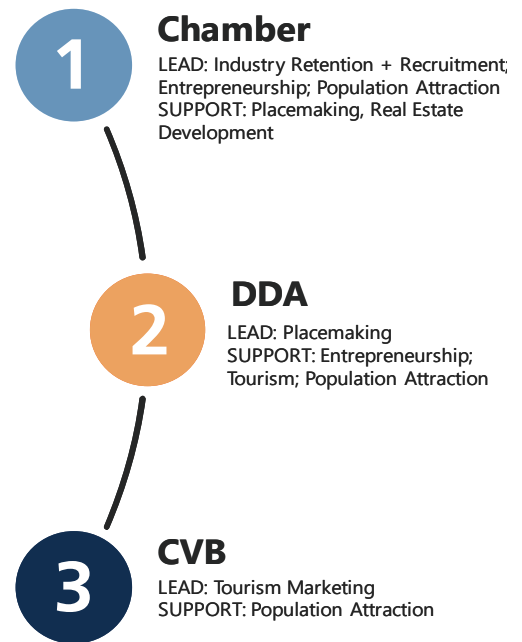 1
Chamber
LEAD: Industry Retention + Recruitment;
Entrepreneurship; Population Attraction
SUPPORT: Placemaking, Real Estate
Development
2
DDA
LEAD: Placemaking
SUPPORT: Entrepreneurship;
Tourism; Population Attraction
3
CVB
LEAD: Tourism Marketing
SUPPORT: Population Attraction